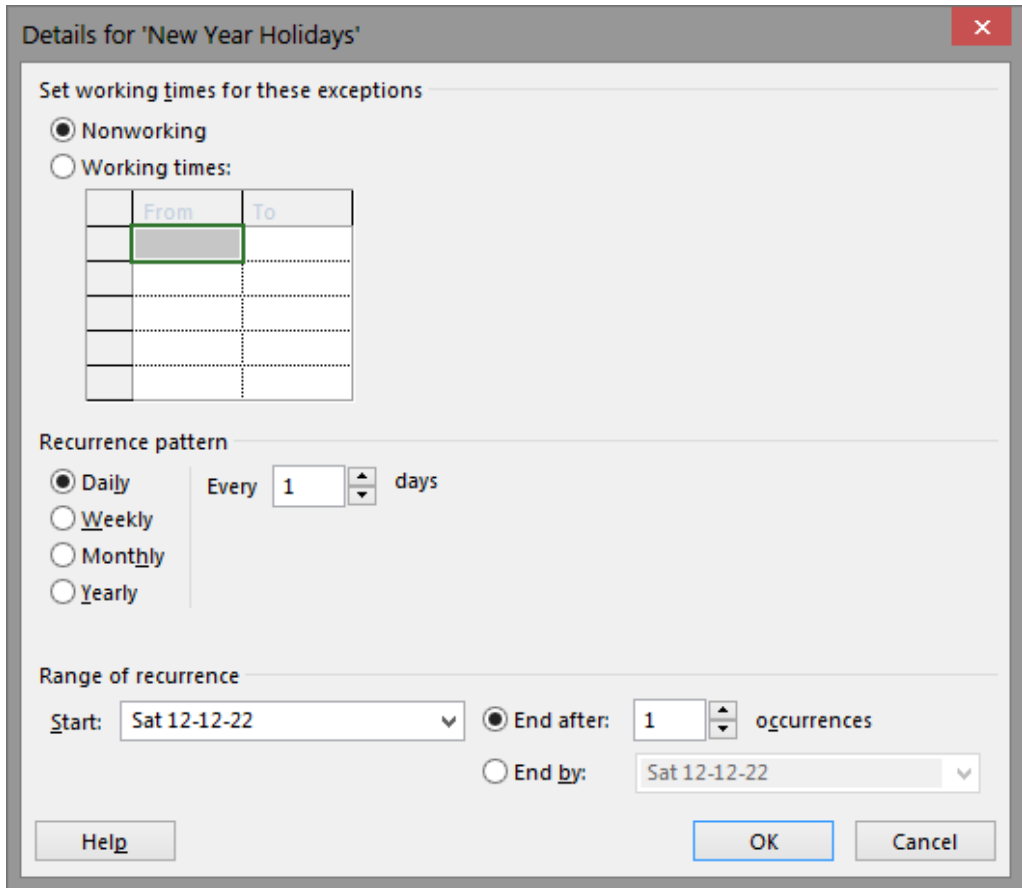 Details for 'New Year Holidays'
Set working times for these exceptions
Nonworking
Working times:
From To
Recurrence pattern
Daily Every 1 days
Weekly
Monthly
Yearly
Range of recurrence
Start: Sat 12-12-22 End after: 1 occurrences
End by: Sat 12-12-22
Help OK Cancel